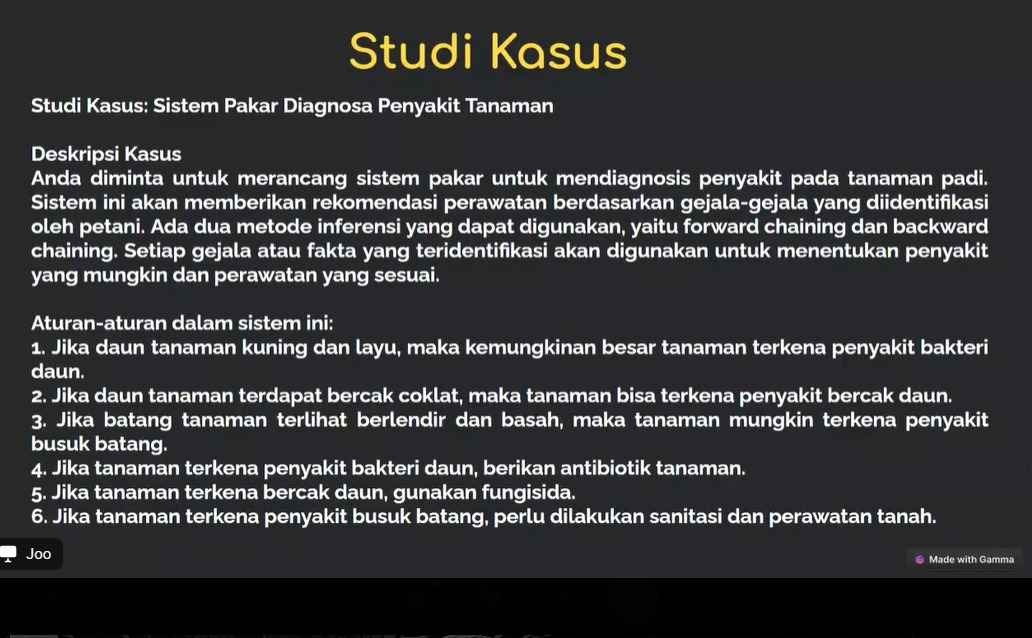 Studi Kasus
Studi Kasus: Sistem Pakar Diagnosa Penyakit Tanaman
Deskripsi Kasus
Anda diminta untuk merancang sistem pakar untuk mendiagnosis penyakit pada tanaman padi.
Sistem ini akan memberikan rekomendasi perawatan berdasarkan gejala-gejala yang diidentifikasi
oleh petani. Ada dua metode inferensi yang dapat digunakan, yaitu forward chaining dan backward
chaining. Setiap gejala atau fakta yang teridentifikasi akan digunakan untuk menentukan penyakit
yang mungkin dan perawatan yang sesuai.
Aturan-aturan dalam sistem ini:
1. Jika daun tanaman kuning dan layu, maka kemungkinan besar tanaman terkena penyakit bakteri
daun.
2. Jika daun tanaman terdapat bercak coklat, maka tanaman bisa terkena penyakit bercak daun.
3. Jika batang tanaman terlihat berlendir dan basah, maka tanaman mungkin terkena penyakit
busuk batang.
4. Jika tanaman terkena penyakit bakteri daun, berikan antibiotik tanaman.
5. Jika tanaman terkena bercak daun, gunakan fungisida.
6. Jika tanaman terkena penyakit busuk batang, perlu dilakukan sanitasi dan perawatan tanah.
Joo
Made with Gamma